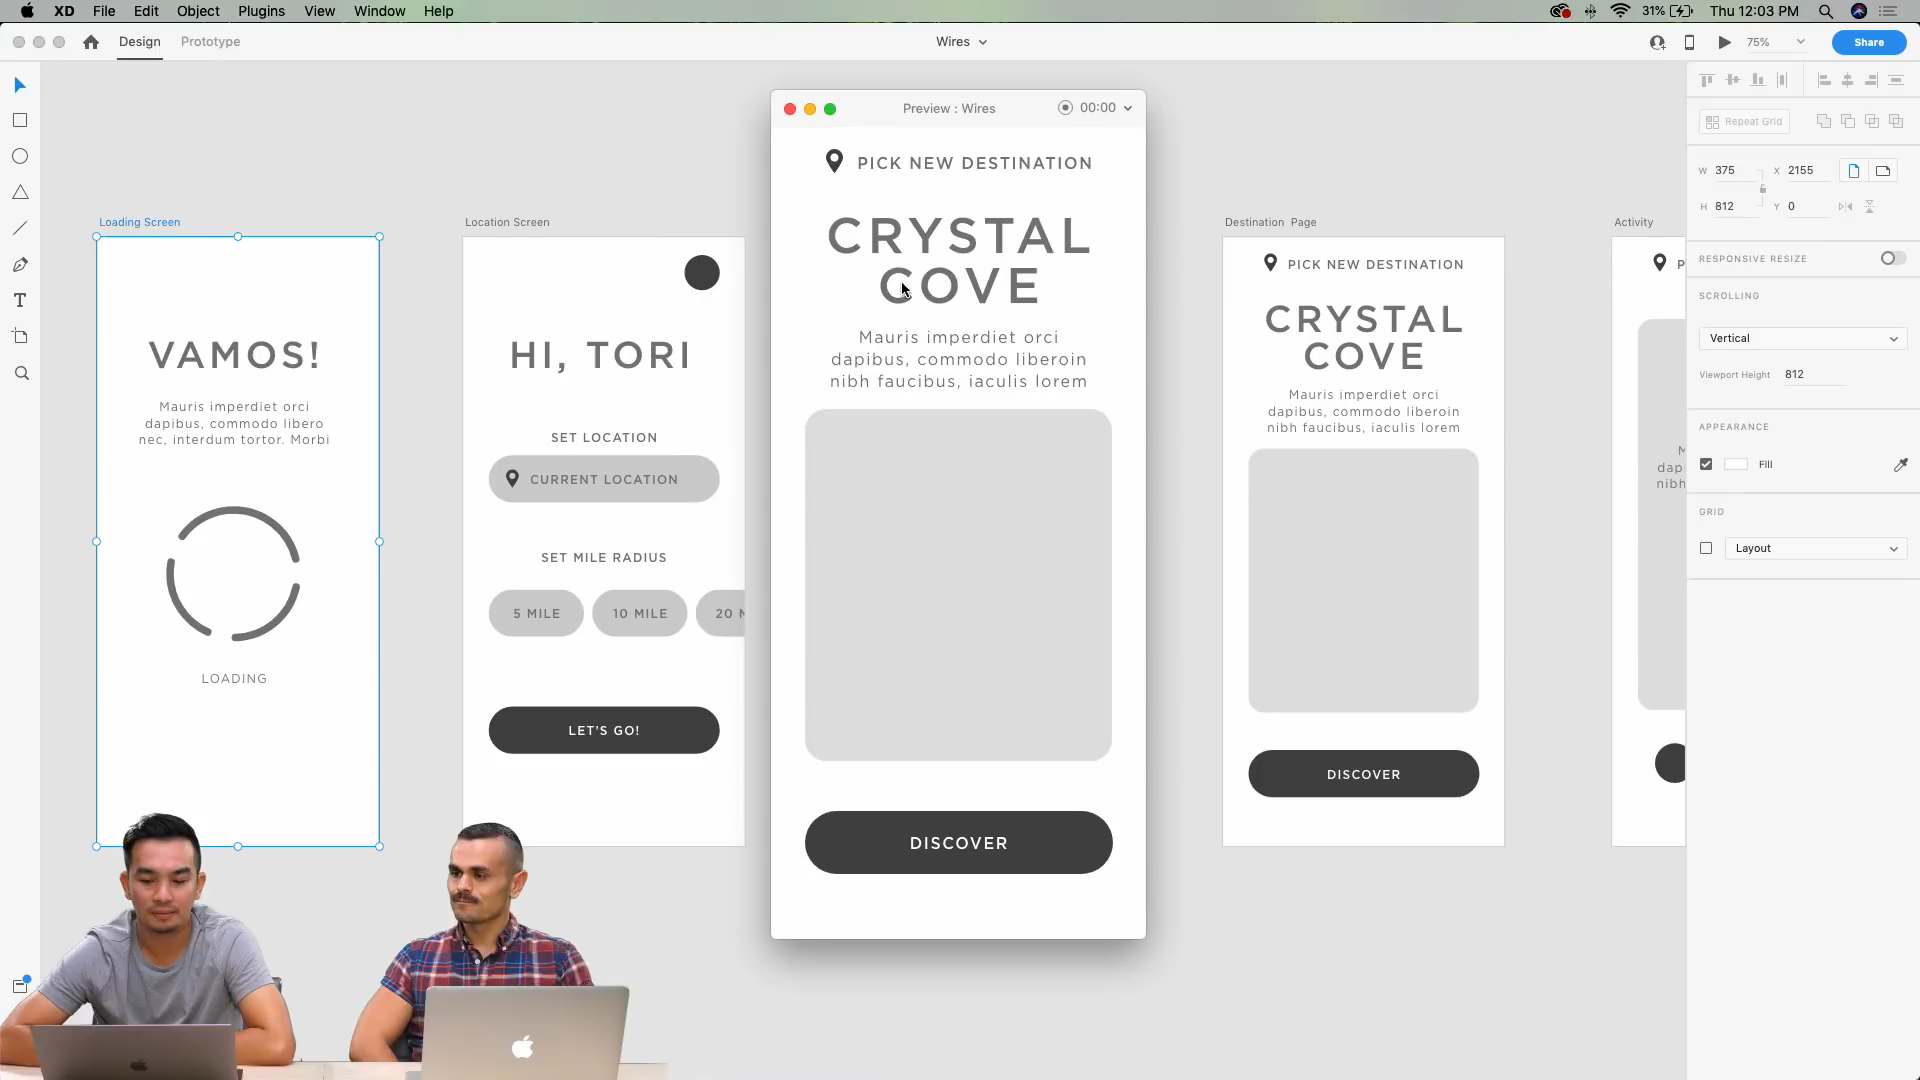 XD File Edit Object Plugins View Window Help
31% Thu 12:03 PM
Design Prototype
Wires
75%
Share
Preview : Wires
00:00
PICK NEW DESTINATION
CRYSTAL
COVE
Mauris imperdiet orci
dapibus, commodo liberoin
nibh faucibus, iaculis lorem
DISCOVER
Loading Screen
VAMOS!
Mauris imperdiet orci
dapibus, commodo libero
nec, interdum tortor. Morbi
LOADING
Location Screen
HI, TORI
SET LOCATION
CURRENT LOCATION
SET MILE RADIUS
5 MILE
10 MILE
20 M
LET'S GO!
Destination Page
PICK NEW DESTINATION
CRYSTAL
COVE
Mauris imperdiet orci
dapibus, commodo liberoin
nibh faucibus, iaculis lorem
DISCOVER
Activity
P
M
dap
nibh
Repeat Grid
W 375 X 2155
H 812 Y 0
RESPONSIVE RESIZE
SCROLLING
Vertical
Viewport Height 812
APPEARANCE
Fill
GRID
Layout